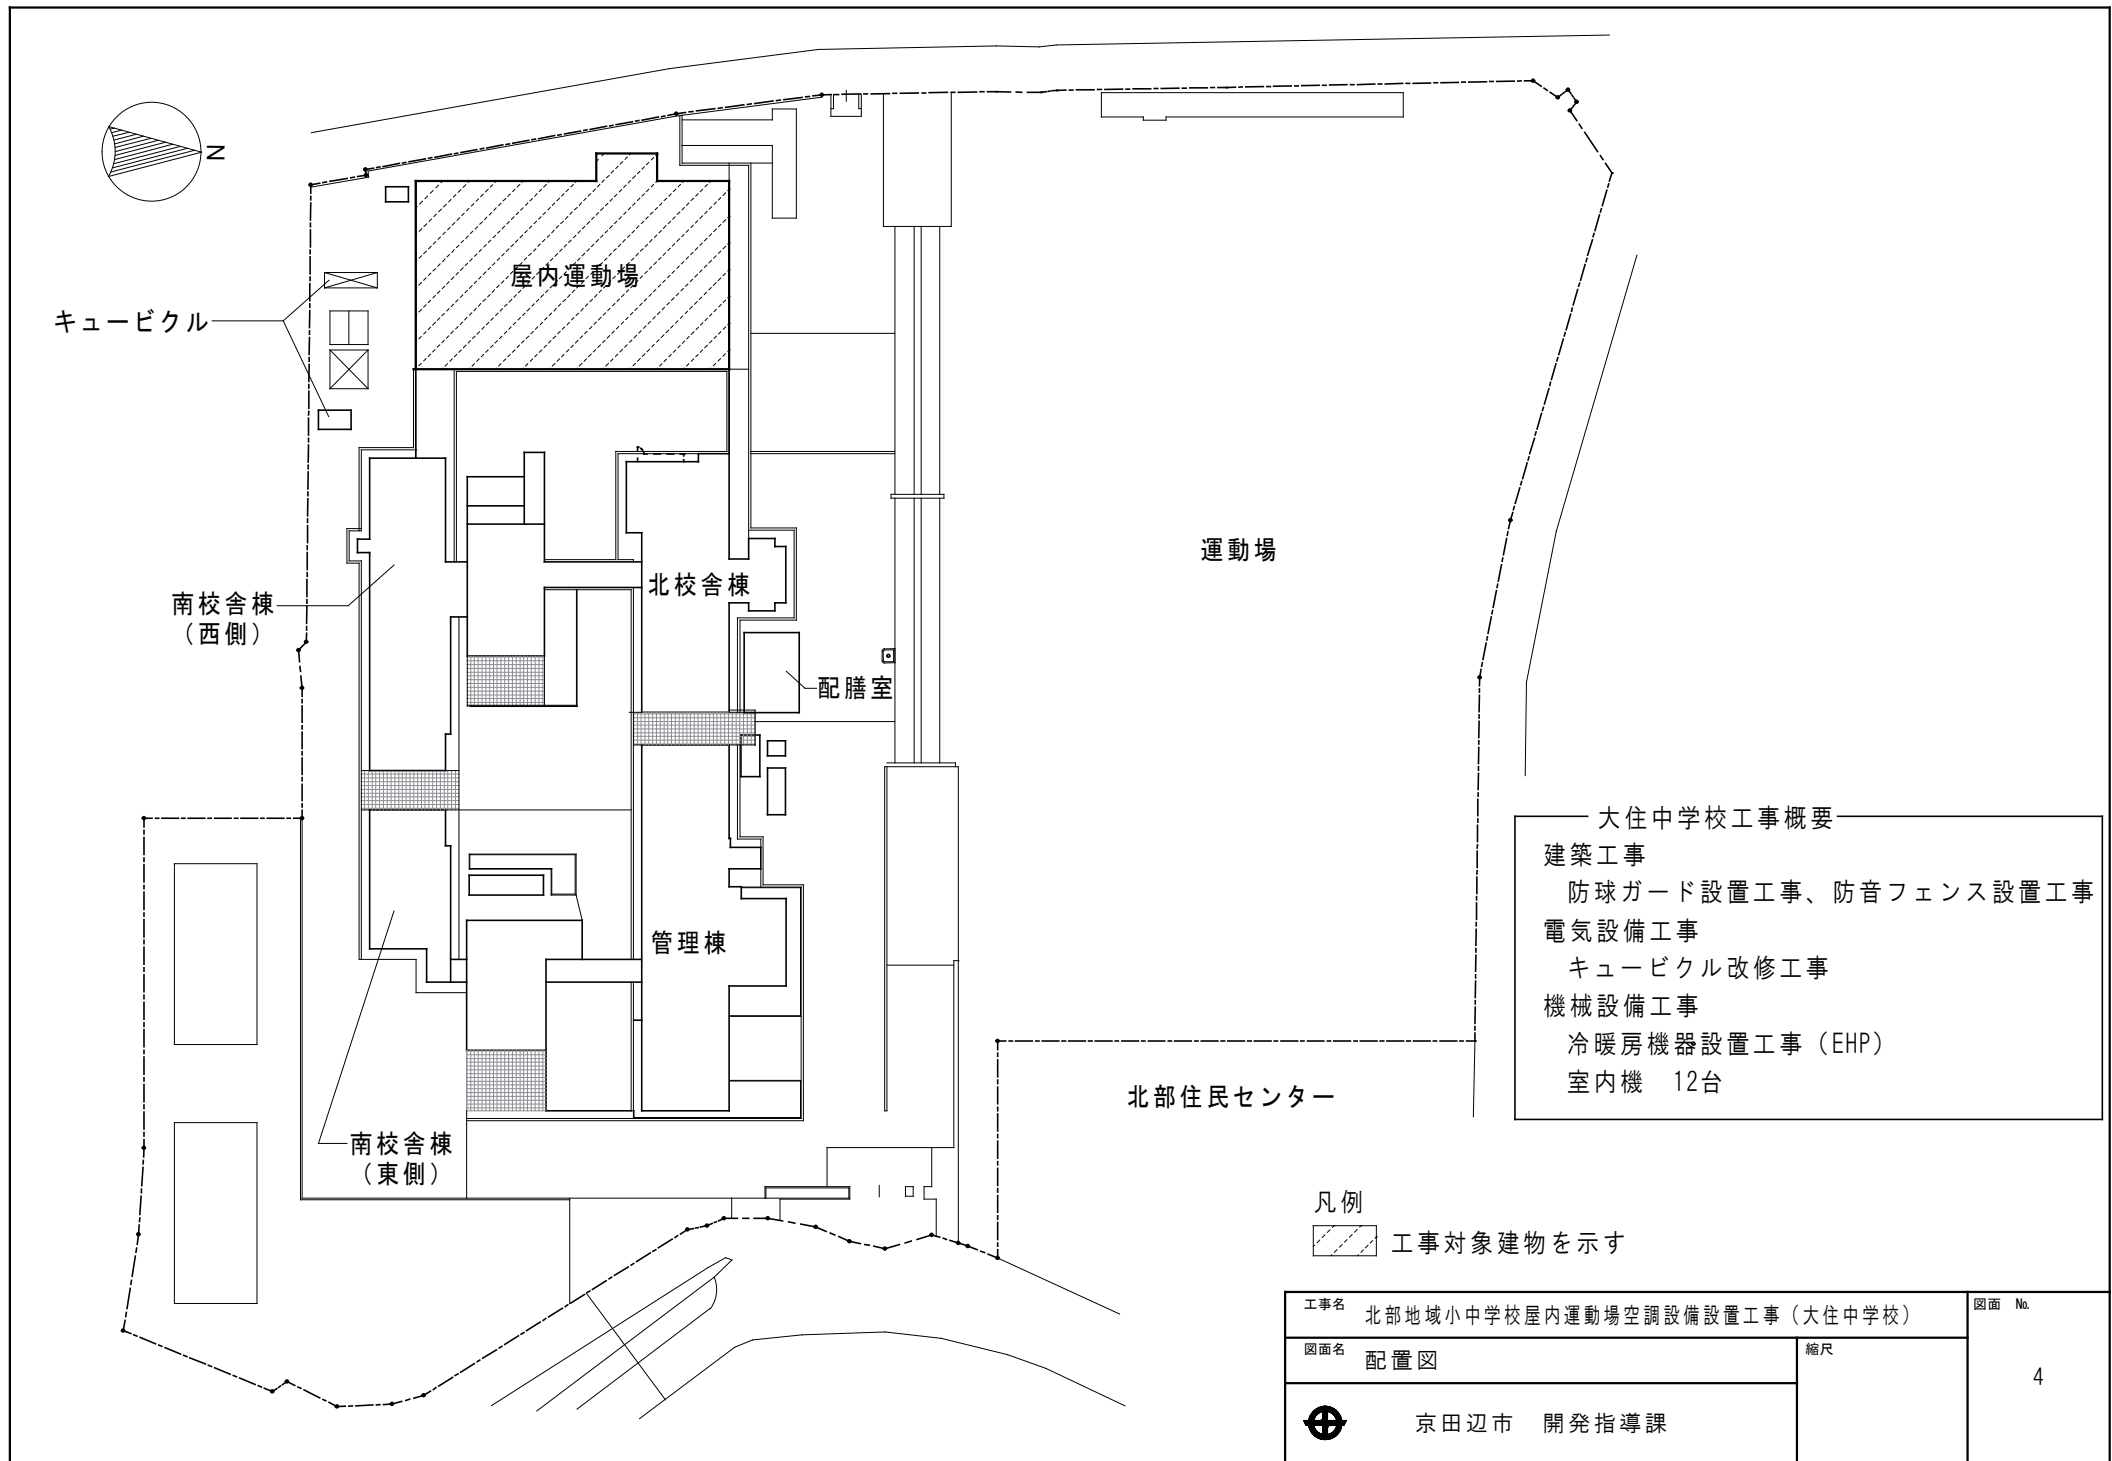 N
屋内運動場
キュービクル
運動場
北校舎棟
南校舎棟
（西側）
配膳室
管理棟
南校舎棟
（東側）
北部住民センター
大住中学校工事概要
建築工事
防球ガード設置工事、防音フェンス設置工事
電気設備工事
キュービクル改修工事
機械設備工事
冷暖房機器設置工事（EHP）
室内機　12台
凡例
工事対象建物を示す
工事名 北部地域小中学校屋内運動場空調設備設置工事（大住中学校）
図面 №
図面名 配置図
縮尺
4
京田辺市　開発指導課